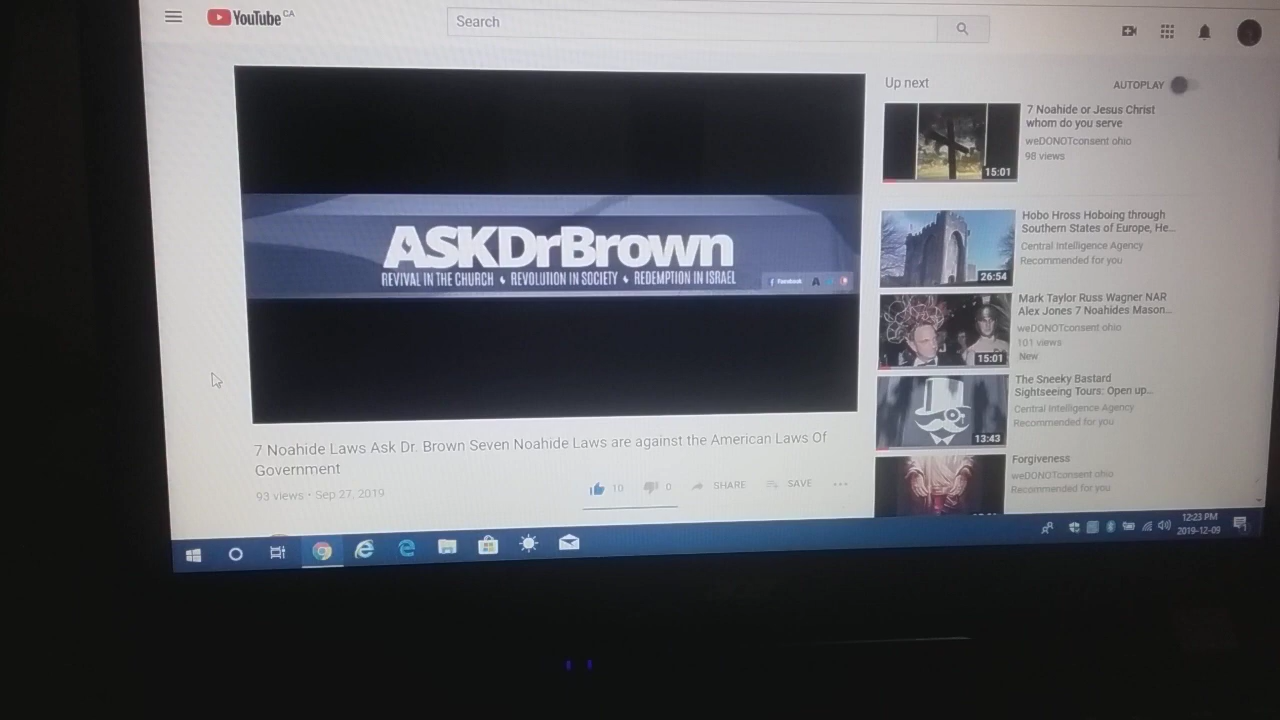 YouTube CA
Search
ASKDrBrown
REVIVAL IN THE CHURCH • REVOLUTION IN SOCIETY • REDEMPTION IN ISRAEL
Facebook
7 Noahide Laws Ask Dr. Brown Seven Noahide Laws are against the American Laws Of
Government
93 views • Sep 27, 2019
10
0
SHARE
SAVE
Up next
AUTOPLAY
7 Noahide or Jesus Christ
whom do you serve
weDONOTconsent ohio
98 views
15:01
Hobo Hross Hoboing through
Southern States of Europe, He...
Central Intelligence Agency
Recommended for you
26:54
Mark Taylor Russ Wagner NAR
Alex Jones 7 Noahides Mason...
weDONOTconsent ohio
101 views
New
15:01
The Sneeky Bastard
Sightseeing Tours: Open up...
Central Intelligence Agency
Recommended for you
13:43
Forgiveness
weDONOTconsent ohio
Recommended for you
12:23 PM
2019-12-09